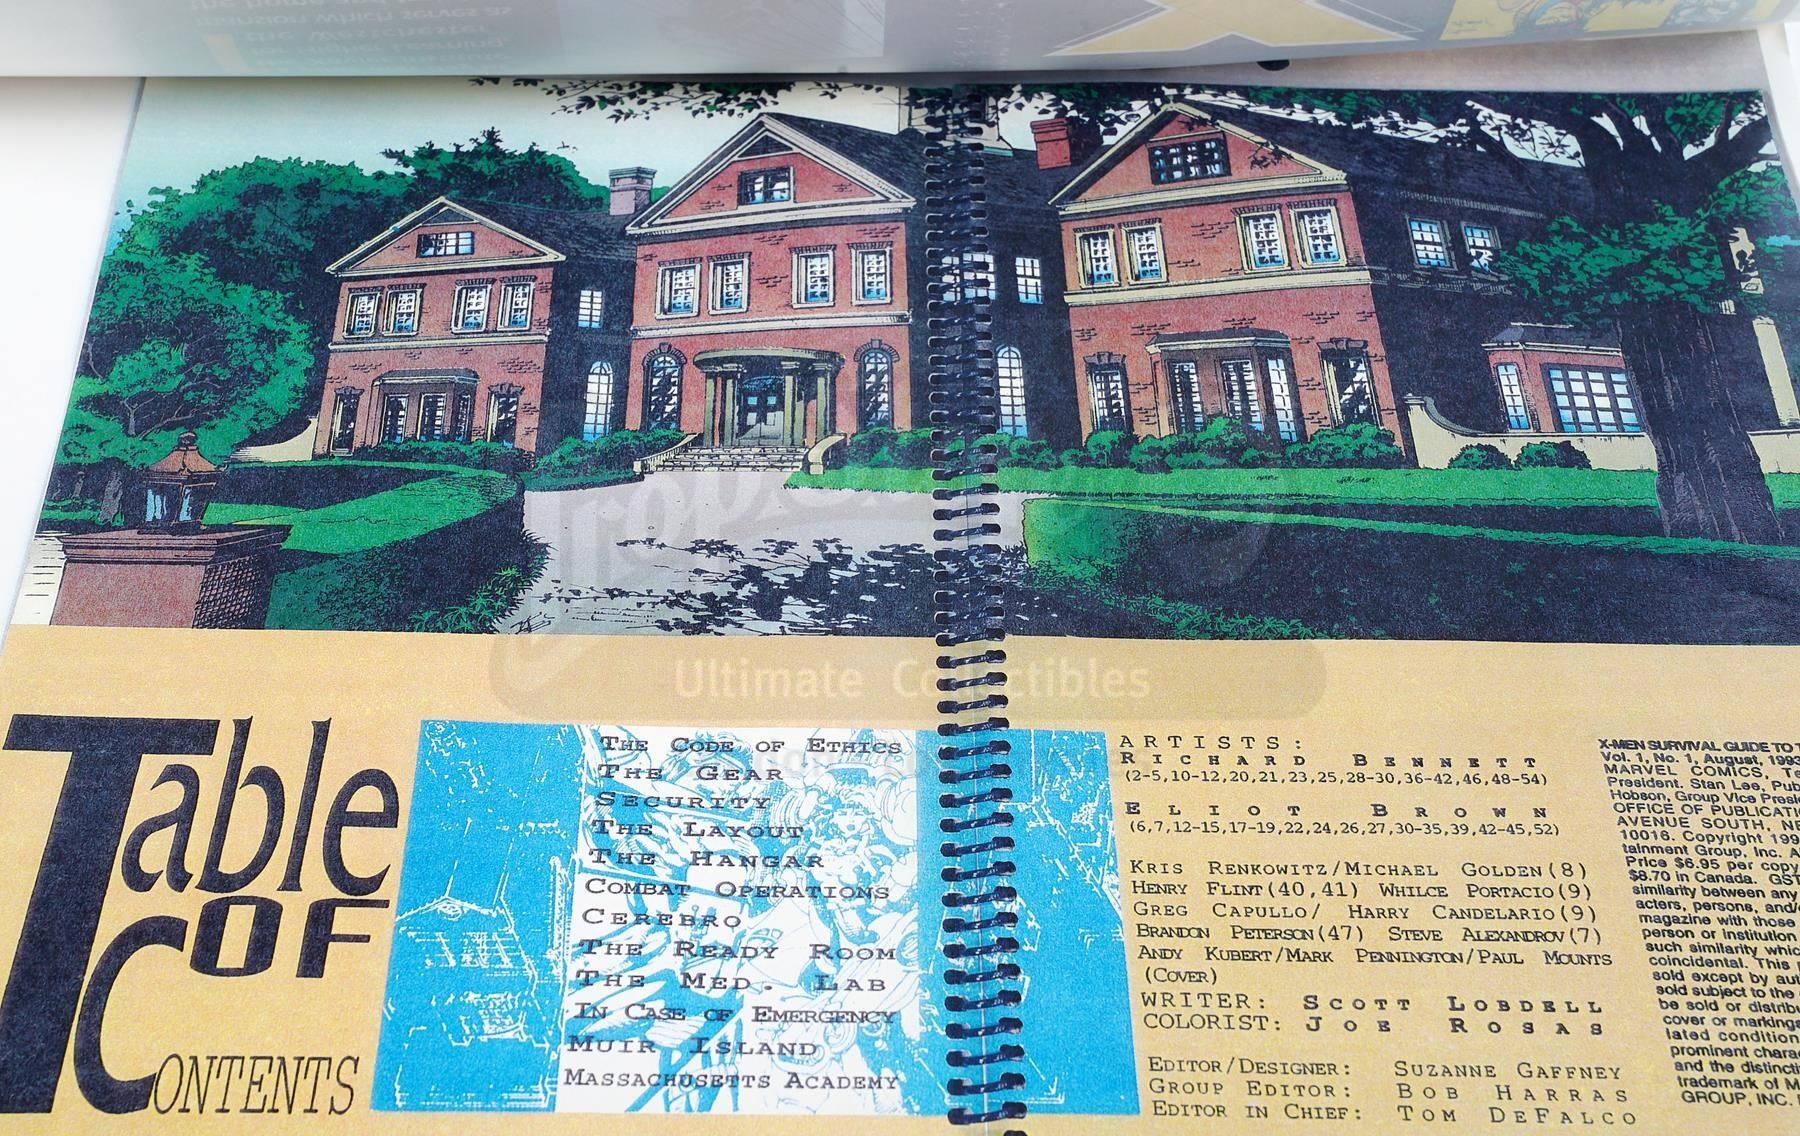 Ultimate Collectibles
Table
OF
CONTENTS
THE CODE OF ETHICS
THE GEAR
SECURITY
THE LAYOUT
THE HANGAR
COMBAT OPERATIONS
CEREBRO
THE READY ROOM
THE MED. LAB
IN CASE OF EMERGENCY
MUIR ISLAND
MASSACHUSETTS ACADEMY
ARTISTS:
RICHARD BENNETT
(2-5,10-12,20,21,23,25,28-30,36-42,46,48-54)
ELIOT BROWN
(6,7,12-15,17-19,22,24,26,27,30-35,39,42-45,52)
KRIS RENKOWITZ/MICHAEL GOLDEN(8)
HENRY FLINT(40,41) WHILCE PORTACIO(9)
GREG CAPULLO/ HARRY CANDELARIO(9)
BRANDON PETERSON(47) STEVE ALEXANDROV(7)
ANDY KUBERT/MARK PENNINGTON/PAUL MOUNTS
(COVER)
WRITER: SCOTT LOBDELL
COLORIST: JOE ROSAS
EDITOR/DESIGNER: SUZANNE GAFFNEY
GROUP EDITOR: BOB HARRAS
EDITOR IN CHIEF: TOM DEFALCO
X-MEN SURVIVAL GUIDE TO
Vol. 1, No. 1, August, 1993
MARVEL COMICS,
President. Stan Lee,
Hobson, Group Vice
OFFICE OF
AVENUE SOUTH,
10016. Copyright
tainment Group, Inc.
Price $6.95 per copy
$8.70 in Canada. GST
similarity between any
acters, persons, and/
magazine with those
person or institution
such similarity
coincidental. This
sold except by
sold subject to the
be sold or
cover or markings
lated condition
prominent
and the
trademark of
GROUP, INC.